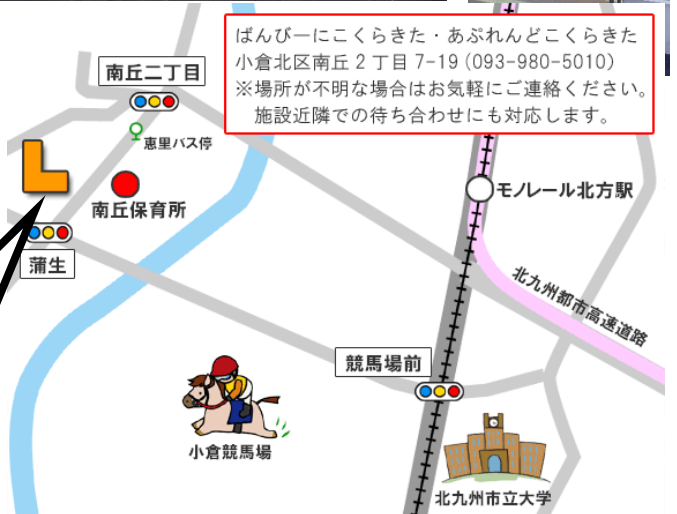 ぱんびーにこくらきた・あぷれんどこくらきた
小倉北区南丘2丁目7-19(093-980-5010)
※場所が不明な場合はお気軽にご連絡ください。
施設近隣での待ち合わせにも対応します。
南丘二丁目
恵里バス停
南丘保育所
蒲生
モノレール北方駅
北九州都市高速道路
競馬場前
小倉競馬場
北九州市立大学